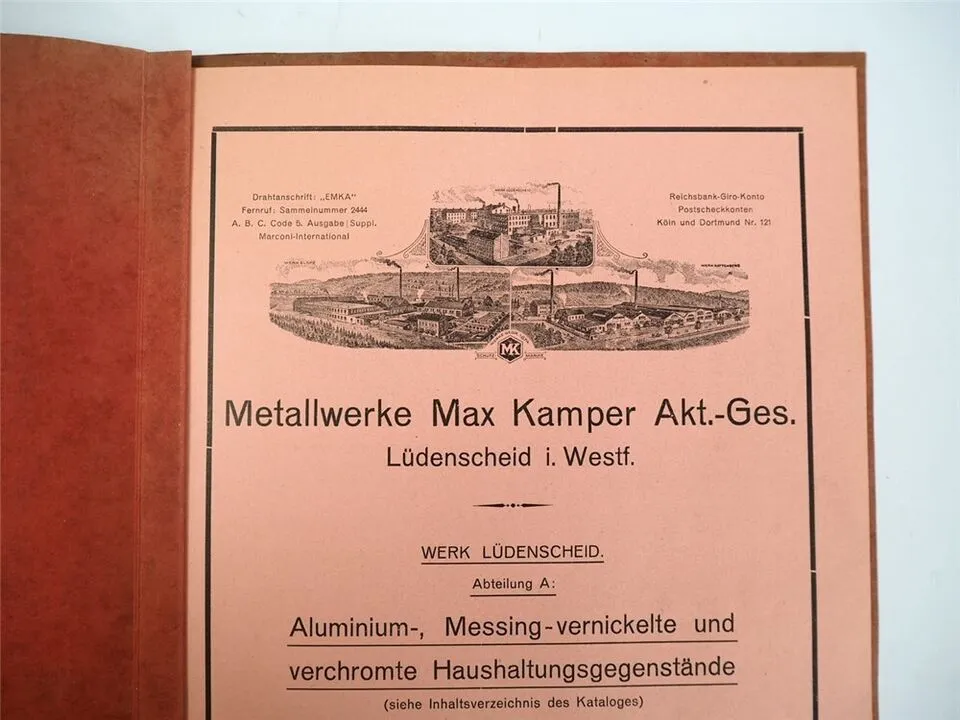 Drahtanschrift: „EMKA"
Fernruf: Sammelnummer 2444
A. B. C. Code 5. Ausgabe | Suppl.
Marconi-International
Reichsbank-Giro-Konto
Postscheckkonten
Köln und Dortmund Nr. 121
MK
SCHUTZ MARKE
Metallwerke Max Kamper Akt.-Ges.
Lüdenscheid i. Westf.
WERK LÜDENSCHEID.
Abteilung A:
Aluminium-, Messing-vernickelte und
verchromte Haushaltungsgegenstände
(siehe Inhaltsverzeichnis des Kataloges)